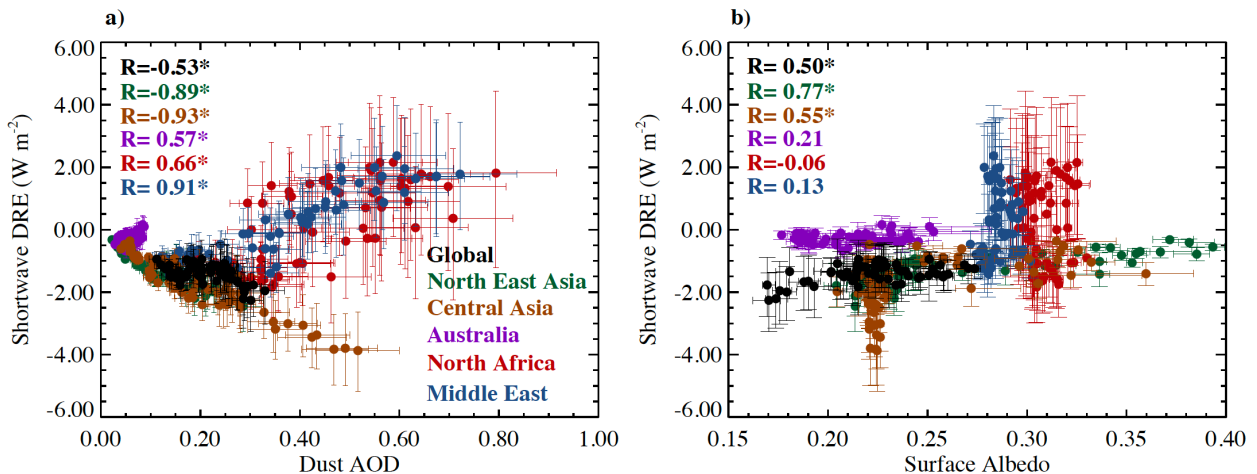 a)
6.00
4.00
2.00
0.00
-2.00
-4.00
-6.00
Shortwave DRE (W m-2)
R=-0.53*
R=-0.89*
R=-0.93*
R= 0.57*
R= 0.66*
R= 0.91*
Global
North East Asia
Central Asia
Australia
North Africa
Middle East
0.00 0.20 0.40 0.60 0.80 1.00
Dust AOD
b)
6.00
4.00
2.00
0.00
-2.00
-4.00
-6.00
Shortwave DRE (W m-2)
R= 0.50*
R= 0.77*
R= 0.55*
R= 0.21
R=-0.06
R= 0.13
0.15 0.20 0.25 0.30 0.35 0.40
Surface Albedo